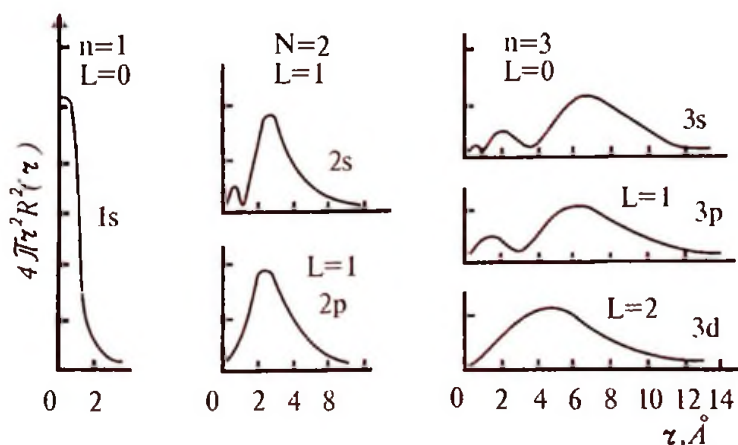 n=1
L=0
1s
4πr²R²(r)
0 2
N=2
L=1
2s
L=1
2p
0 2 4 8
n=3
L=0
3s
L=1
3p
L=2
3d
0 2 4 6 8 10 12 14
r,Å